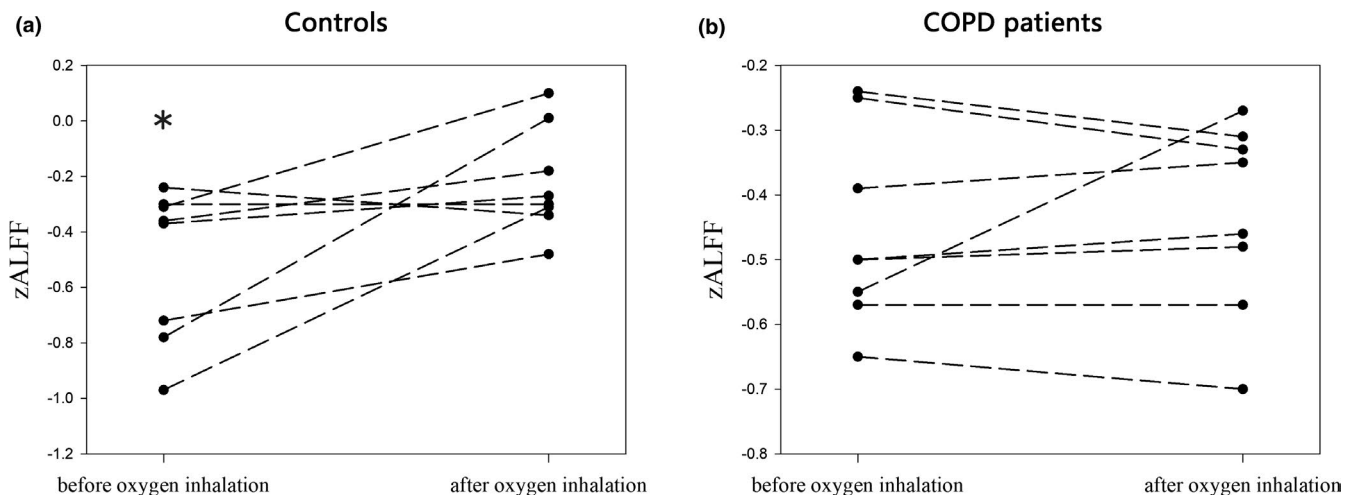 (a)
Controls
0.2
0.0
-0.2
-0.4
-0.6
-0.8
-1.0
-1.2
zALFF
*
before oxygen inhalation
after oxygen inhalation
(b)
COPD patients
-0.2
-0.3
-0.4
-0.5
-0.6
-0.7
-0.8
zALFF
before oxygen inhalation
after oxygen inhalation